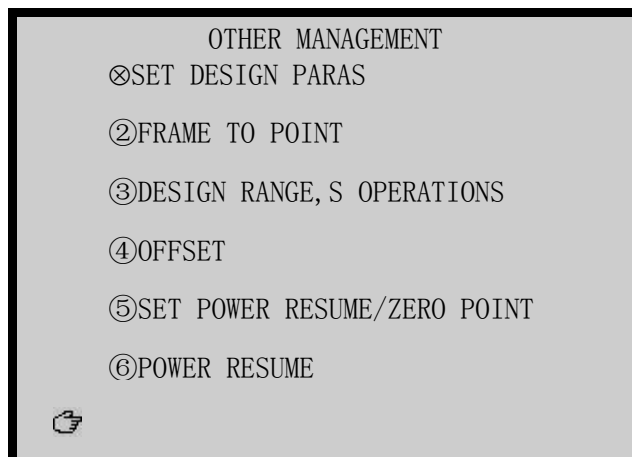 OTHER MANAGEMENT
⊗SET DESIGN PARAS
②FRAME TO POINT
③DESIGN RANGE,S OPERATIONS
④OFFSET
⑤SET POWER RESUME/ZERO POINT
⑥POWER RESUME